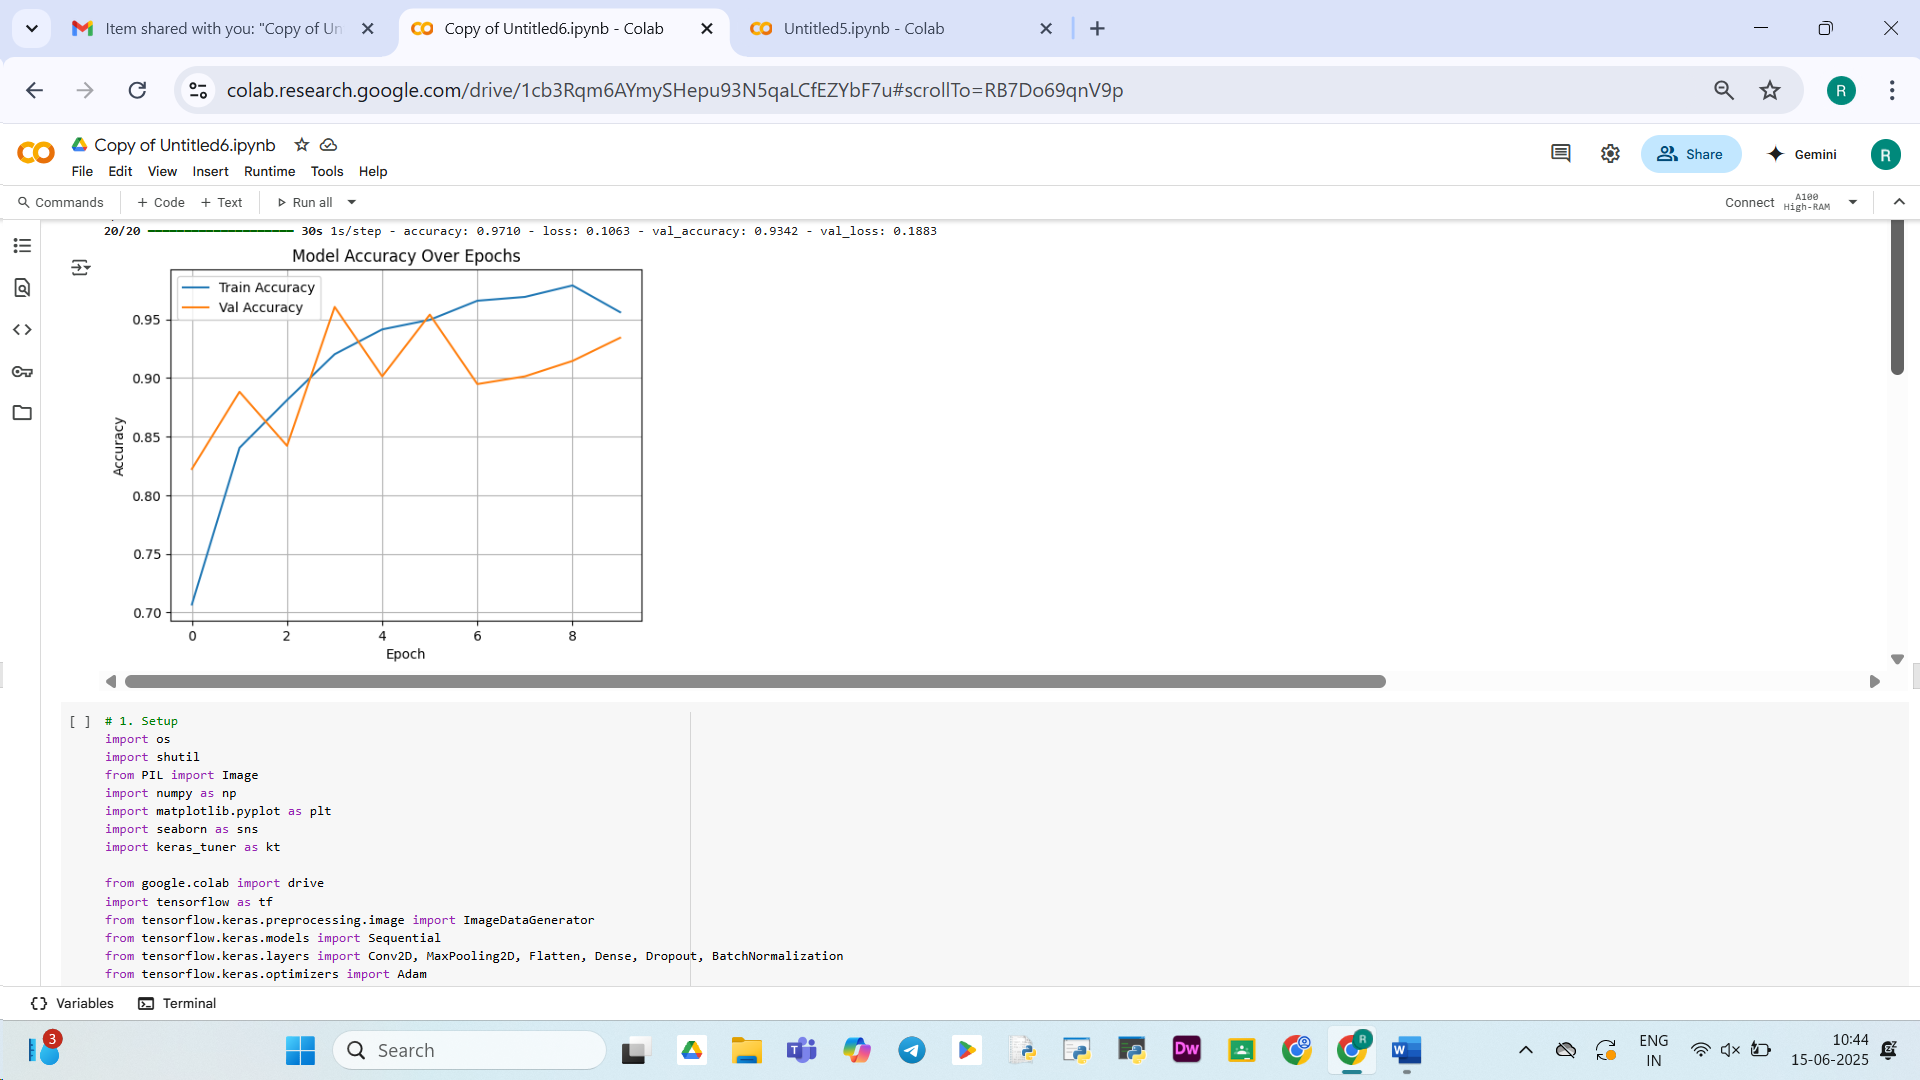 Item shared with you: "Copy of Un
Copy of Untitled6.ipynb - Colab
Untitled5.ipynb - Colab
colab.research.google.com/drive/1cb3Rqm6AYmySHepu93N5qaLCfEZYbF7u#scrollTo=RB7Do69qnV9p
R
CO
Copy of Untitled6.ipynb
File Edit View Insert Runtime Tools Help
Share
Gemini
R
Commands + Code + Text Run all
Connect A100 High-RAM
20/20 ━━━━━━━━━━━━━━━━━━━━ 30s 1s/step - accuracy: 0.9710 - loss: 0.1063 - val_accuracy: 0.9342 - val_loss: 0.1883
Model Accuracy Over Epochs
Train Accuracy
Val Accuracy
0.95
0.90
0.85
0.80
0.75
0.70
Accuracy
0 2 4 6 8
Epoch
[ ] # 1. Setup
import os
import shutil
from PIL import Image
import numpy as np
import matplotlib.pyplot as plt
import seaborn as sns
import keras_tuner as kt
from google.colab import drive
import tensorflow as tf
from tensorflow.keras.preprocessing.image import ImageDataGenerator
from tensorflow.keras.models import Sequential
from tensorflow.keras.layers import Conv2D, MaxPooling2D, Flatten, Dense, Dropout, BatchNormalization
from tensorflow.keras.optimizers import Adam
{} Variables Terminal
3
Search
Dw
R
W
ENG
IN
10:44
15-06-2025